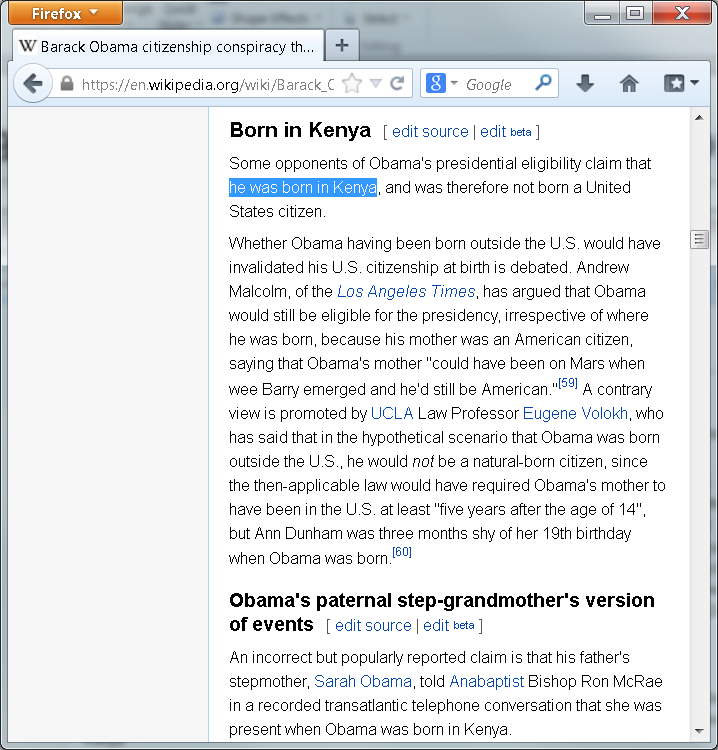 Firefox
Barack Obama citizenship conspiracy th...
https://en.wikipedia.org/wiki/Barack_O
Google
Born in Kenya [ edit source | edit beta ]
Some opponents of Obama's presidential eligibility claim that
he was born in Kenya, and was therefore not born a United
States citizen.
Whether Obama having been born outside the U.S. would have
invalidated his U.S. citizenship at birth is debated. Andrew
Malcolm, of the Los Angeles Times, has argued that Obama
would still be eligible for the presidency, irrespective of where
he was born, because his mother was an American citizen,
saying that Obama's mother "could have been on Mars when
wee Barry emerged and he'd still be American."[59] A contrary
view is promoted by UCLA Law Professor Eugene Volokh, who
has said that in the hypothetical scenario that Obama was born
outside the U.S., he would not be a natural-born citizen, since
the then-applicable law would have required Obama's mother to
have been in the U.S. at least "five years after the age of 14",
but Ann Dunham was three months shy of her 19th birthday
when Obama was born.[60]
Obama's paternal step-grandmother's version
of events [ edit source | edit beta ]
An incorrect but popularly reported claim is that his father's
stepmother, Sarah Obama, told Anabaptist Bishop Ron McRae
in a recorded transatlantic telephone conversation that she was
present when Obama was born in Kenya.